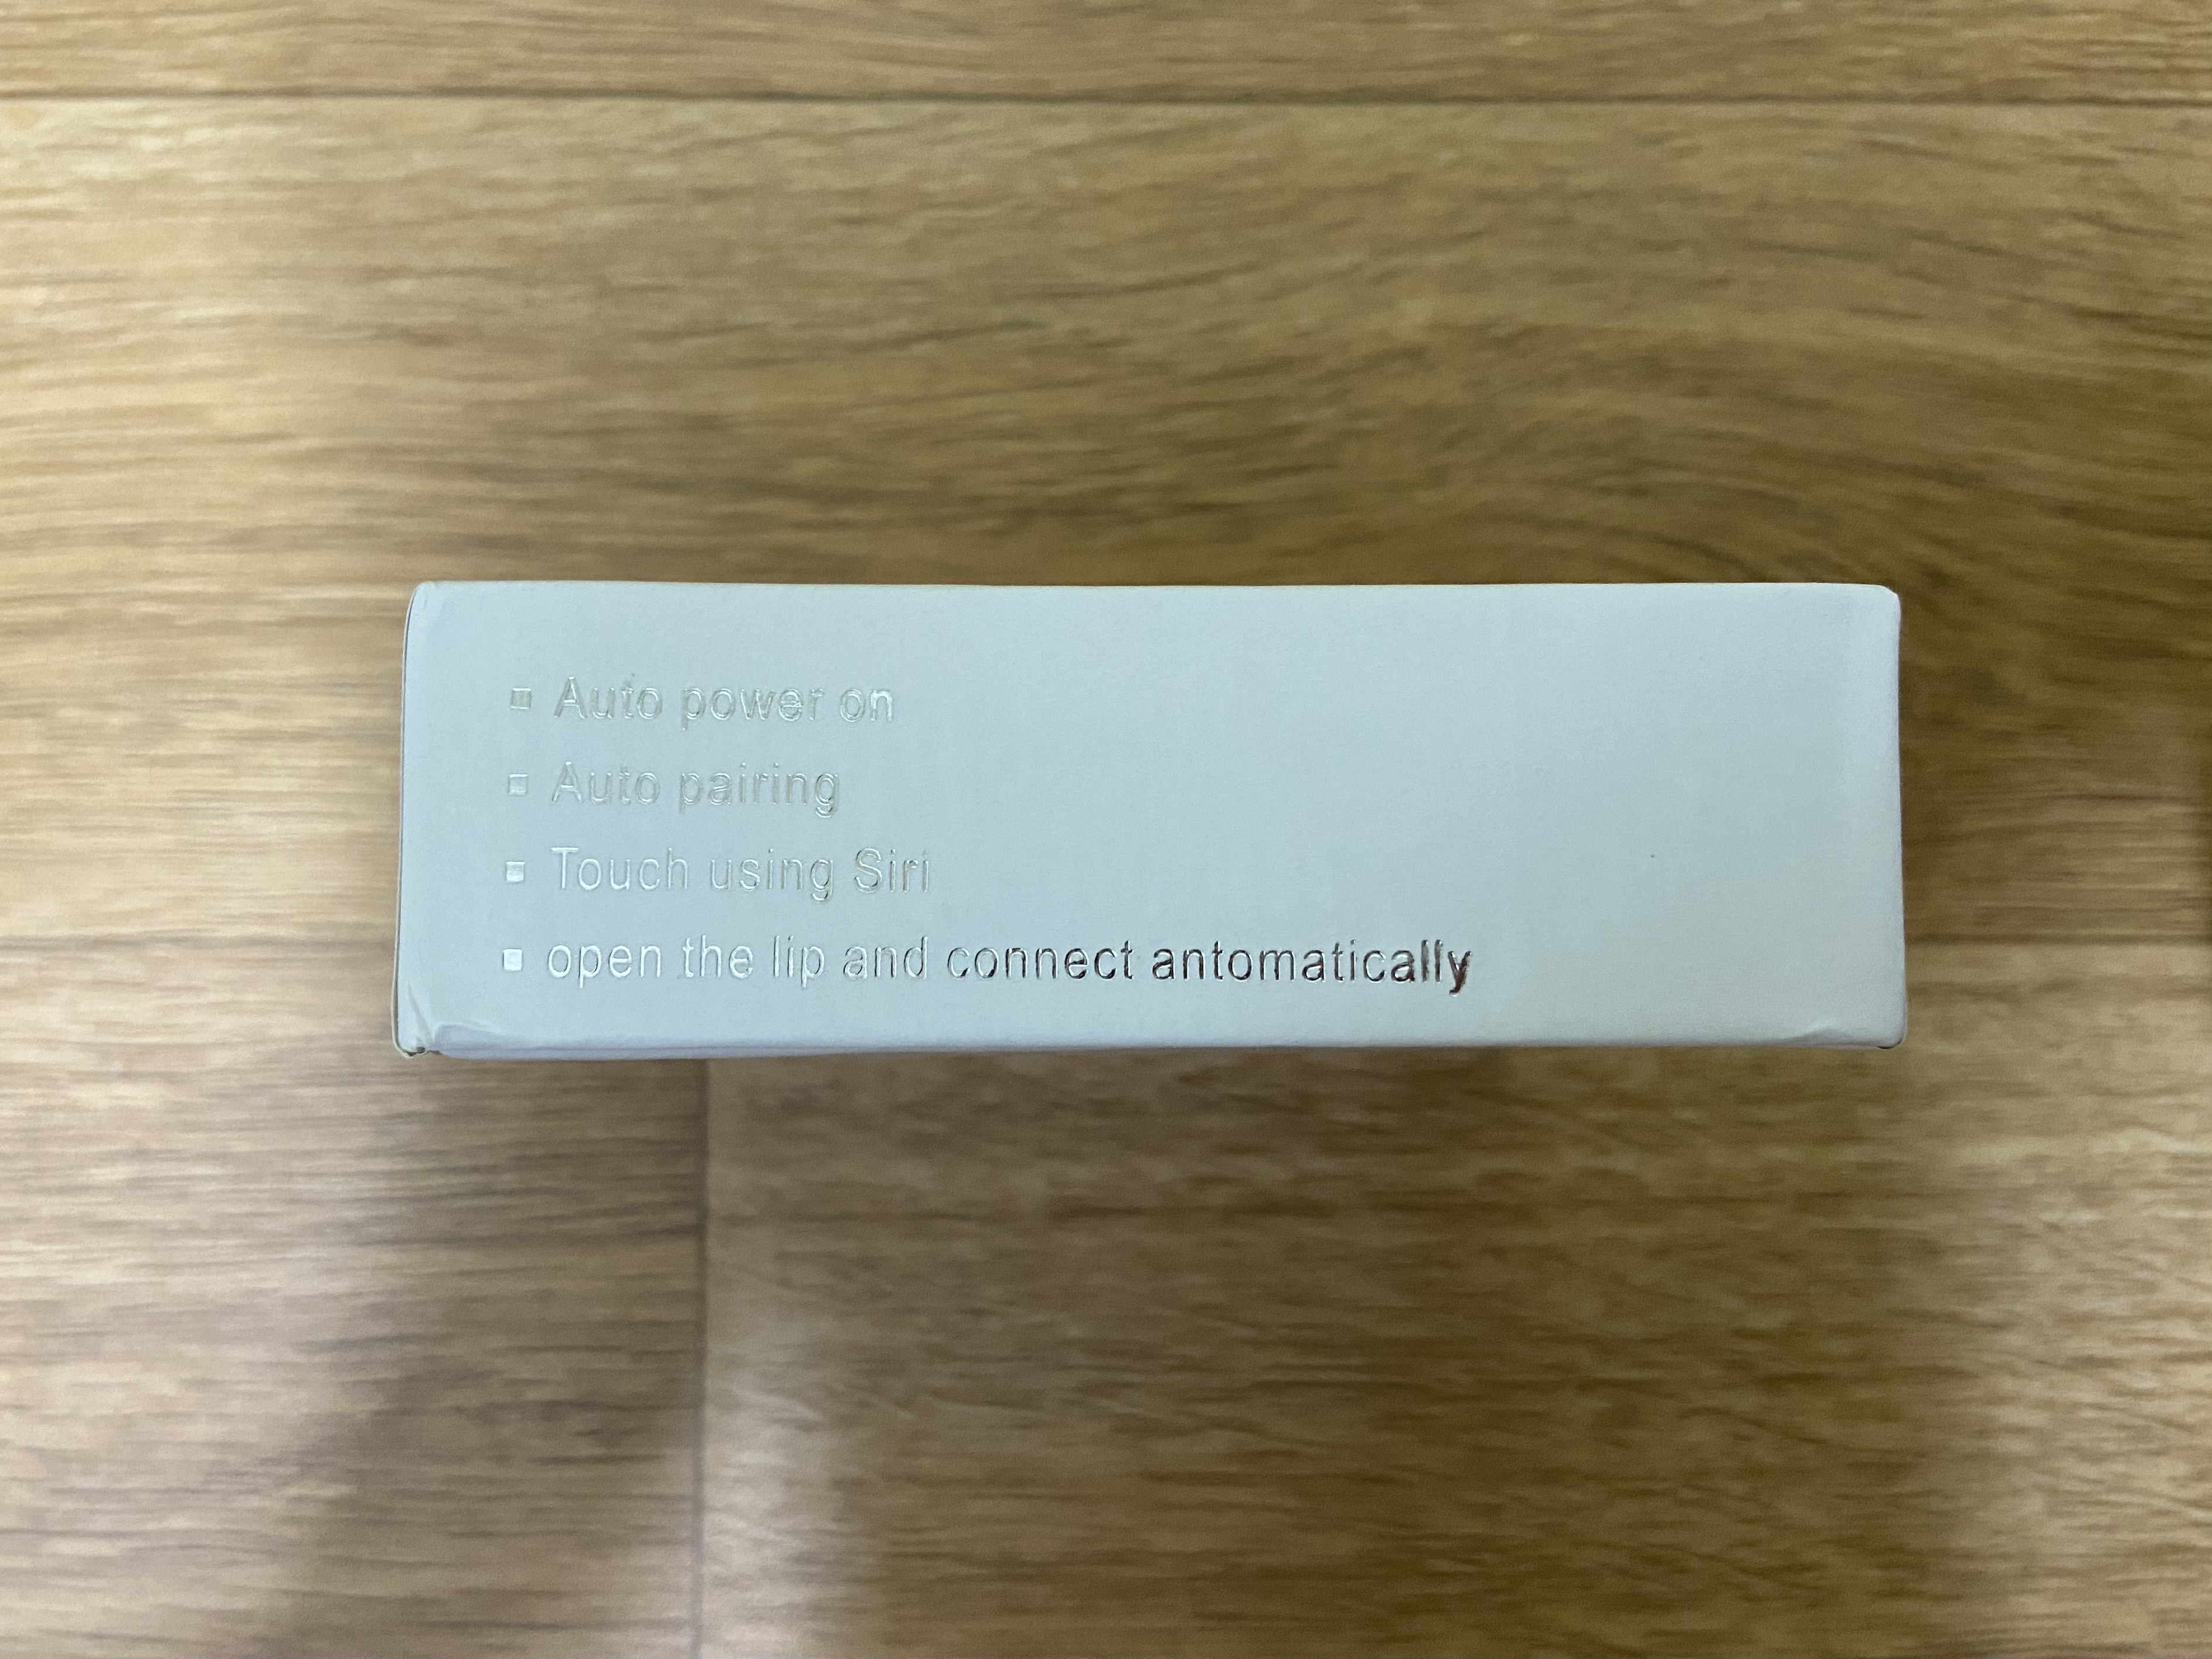 ▪ Auto power on
▪ Auto pairing
▪ Touch using Siri
▪ open the lip and connect antomatically